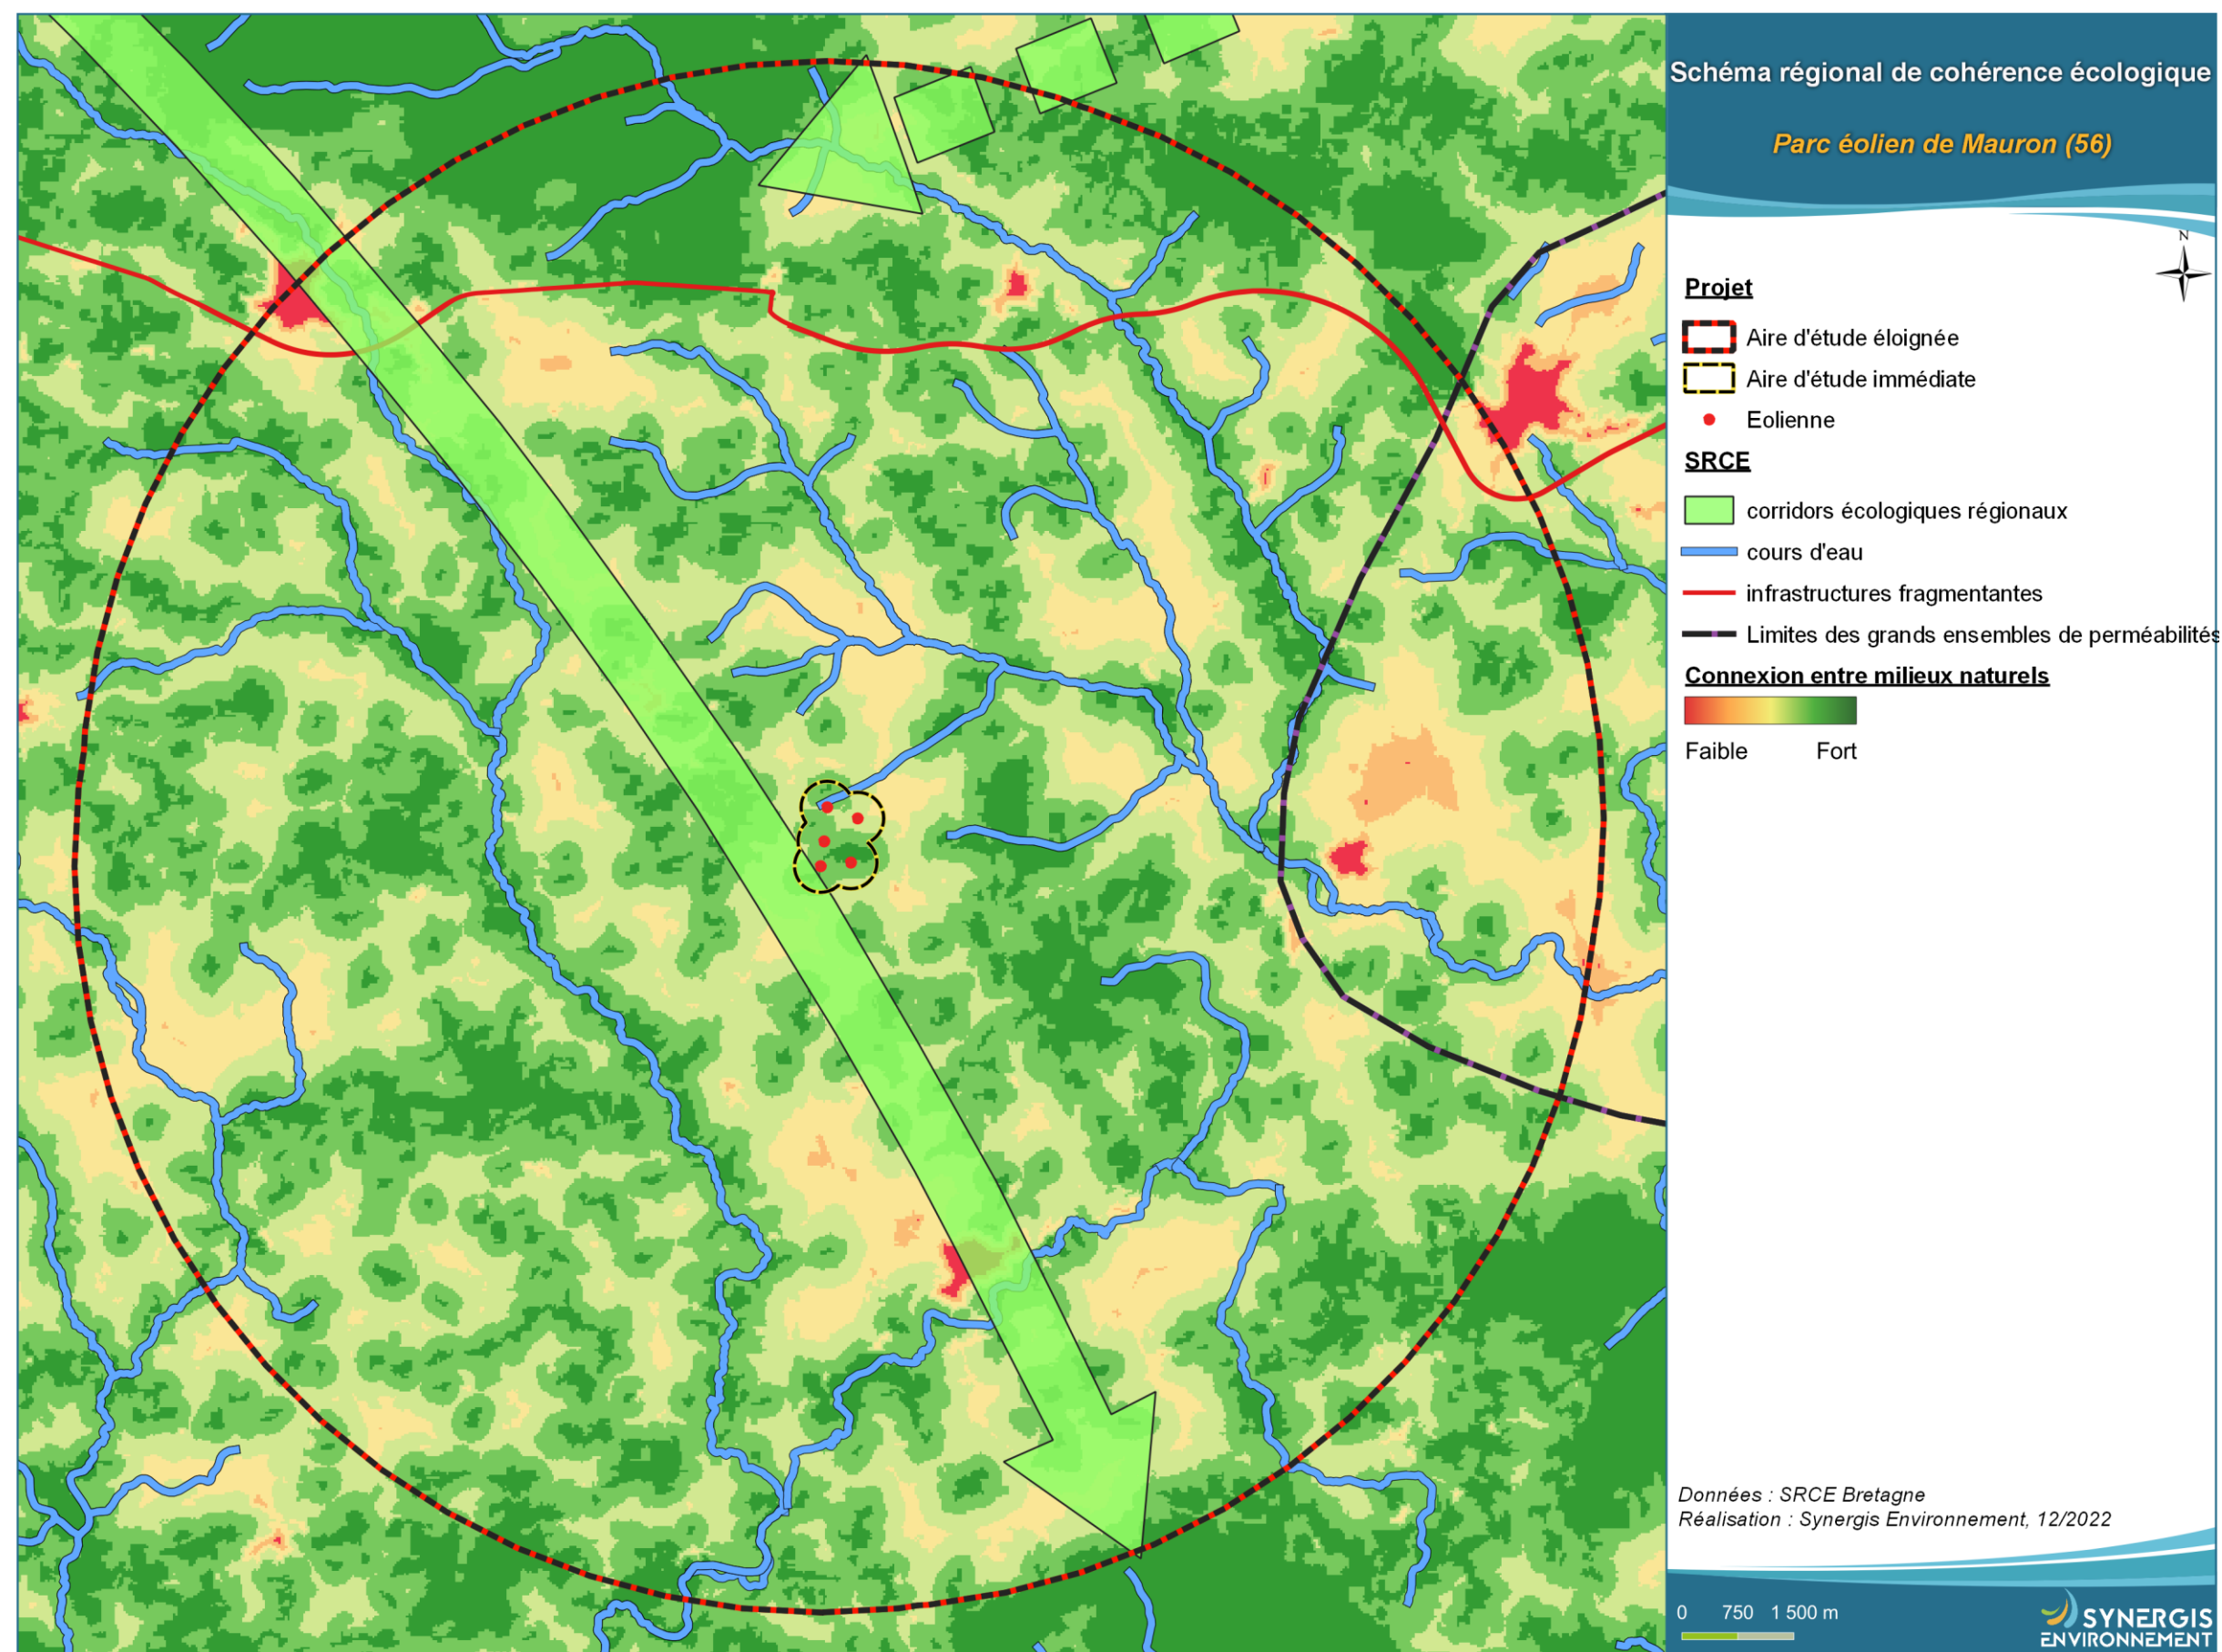 Schéma régional de cohérence écologique
Parc éolien de Mauron (56)
N
Projet
Aire d'étude éloignée
Aire d'étude immédiate
Eolienne
SRCE
corridors écologiques régionaux
cours d'eau
infrastructures fragmentantes
Limites des grands ensembles de perméabilités
Connexion entre milieux naturels
Faible Fort
Données : SRCE Bretagne
Réalisation : Synergis Environnement, 12/2022
0 750 1 500 m
SYNERGIS
ENVIRONNEMENT